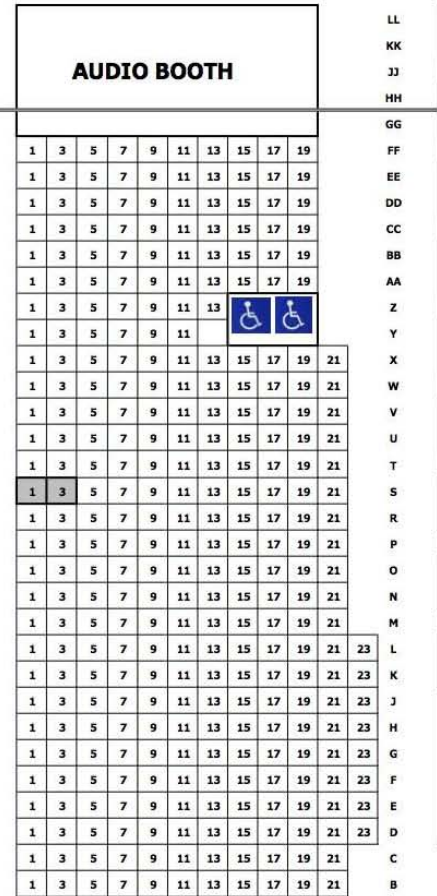 LL
KK
AUDIO BOOTH JJ
HH
GG
1 3 5 7 9 11 13 15 17 19 FF
1 3 5 7 9 11 13 15 17 19 EE
1 3 5 7 9 11 13 15 17 19 DD
1 3 5 7 9 11 13 15 17 19 CC
1 3 5 7 9 11 13 15 17 19 BB
1 3 5 7 9 11 13 15 17 19 AA
1 3 5 7 9 11 13 Z
1 3 5 7 9 11 Y
1 3 5 7 9 11 13 15 17 19 21 X
1 3 5 7 9 11 13 15 17 19 21 W
1 3 5 7 9 11 13 15 17 19 21 V
1 3 5 7 9 11 13 15 17 19 21 U
1 3 5 7 9 11 13 15 17 19 21 T
1 3 5 7 9 11 13 15 17 19 21 S
1 3 5 7 9 11 13 15 17 19 21 R
1 3 5 7 9 11 13 15 17 19 21 P
1 3 5 7 9 11 13 15 17 19 21 O
1 3 5 7 9 11 13 15 17 19 21 N
1 3 5 7 9 11 13 15 17 19 21 M
1 3 5 7 9 11 13 15 17 19 21 23 L
1 3 5 7 9 11 13 15 17 19 21 23 K
1 3 5 7 9 11 13 15 17 19 21 23 J
1 3 5 7 9 11 13 15 17 19 21 23 H
1 3 5 7 9 11 13 15 17 19 21 23 G
1 3 5 7 9 11 13 15 17 19 21 23 F
1 3 5 7 9 11 13 15 17 19 21 23 E
1 3 5 7 9 11 13 15 17 19 21 23 D
1 3 5 7 9 11 13 15 17 19 21 C
1 3 5 7 9 11 13 15 17 19 21 B